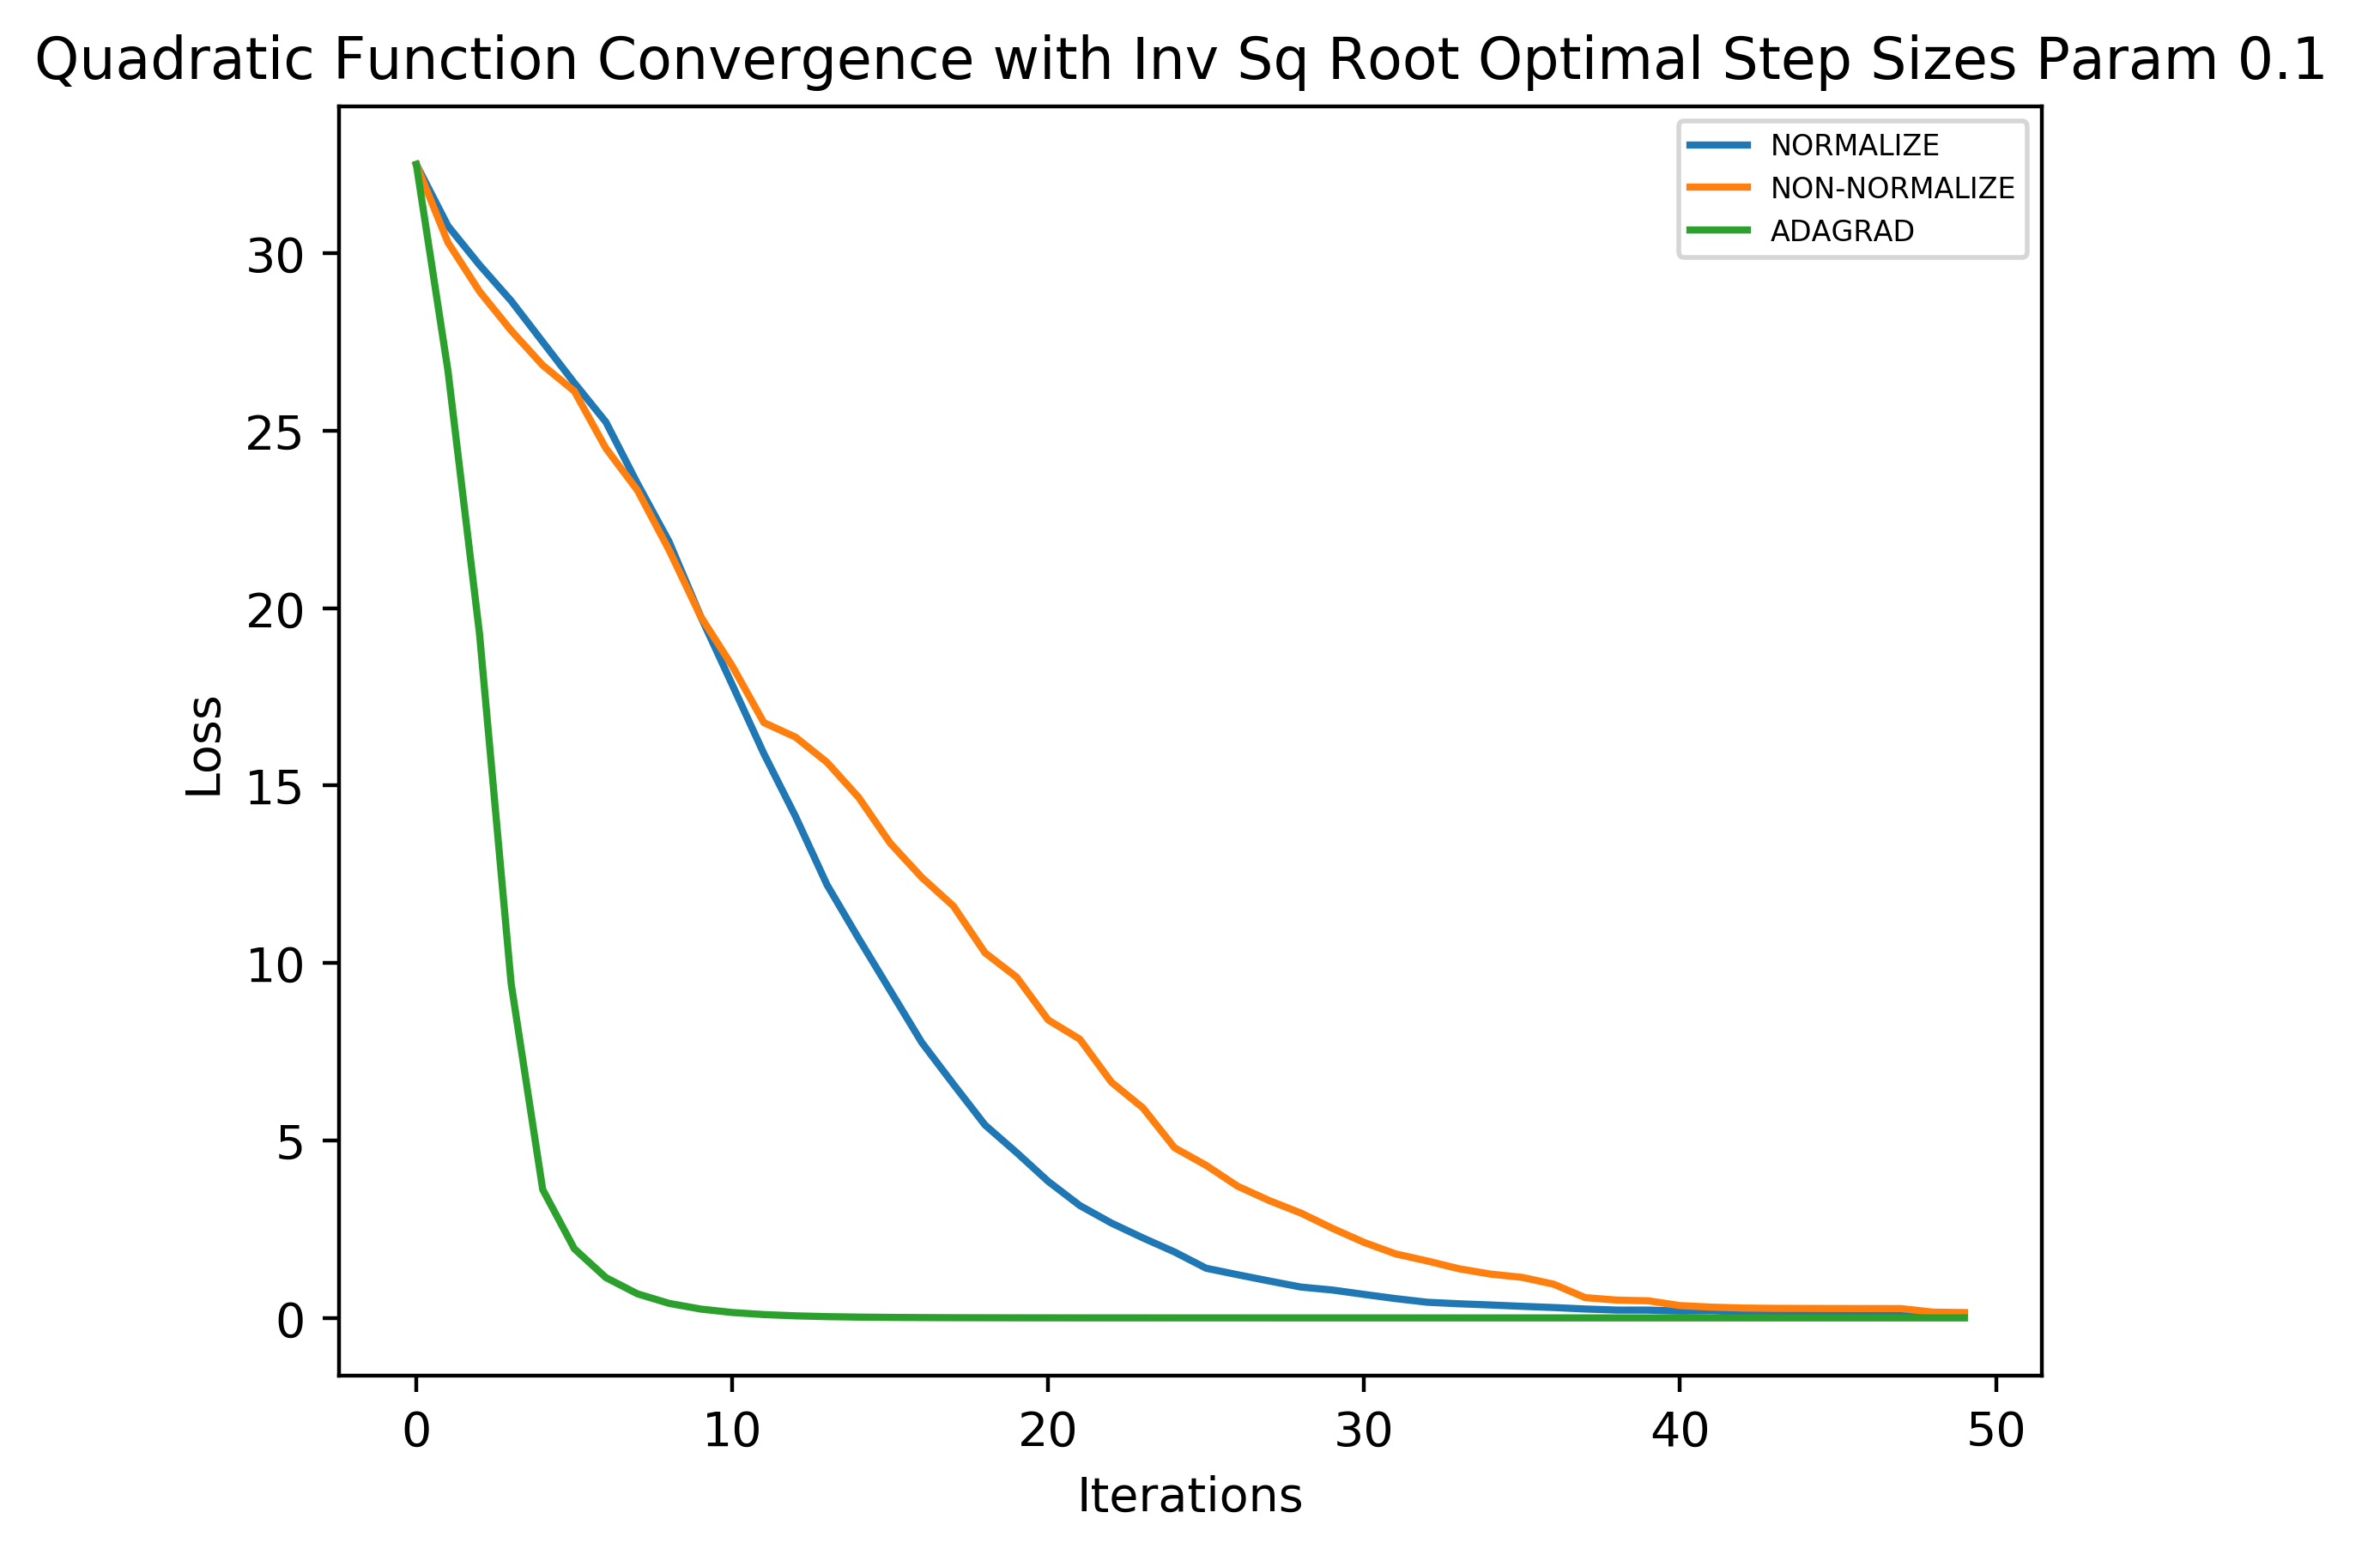 Quadratic Function Convergence with Inv Sq Root Optimal Step Sizes Param 0.1
NORMALIZE
NON-NORMALIZE
ADAGRAD
30
25
20
15
10
5
0
Loss
0 10 20 30 40 50
Iterations